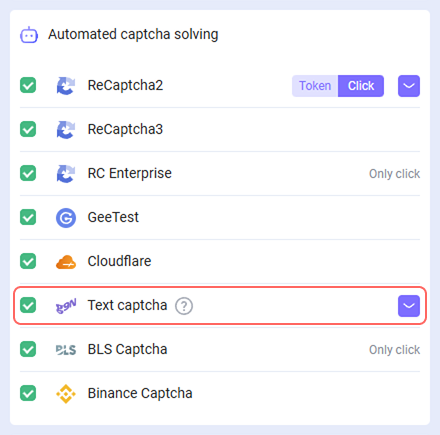 Automated captcha solving
ReCaptcha2 Token Click
ReCaptcha3
RC Enterprise Only click
G GeeTest
Cloudflare
Text captcha ?
BLS BLS Captcha Only click
Binance Captcha